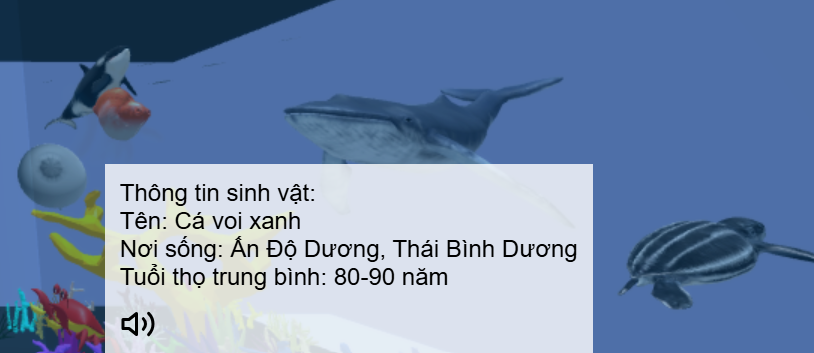 Thông tin sinh vật:
Tên: Cá voi xanh
Nơi sống: Ấn Độ Dương, Thái Bình Dương
Tuổi thọ trung bình: 80-90 năm